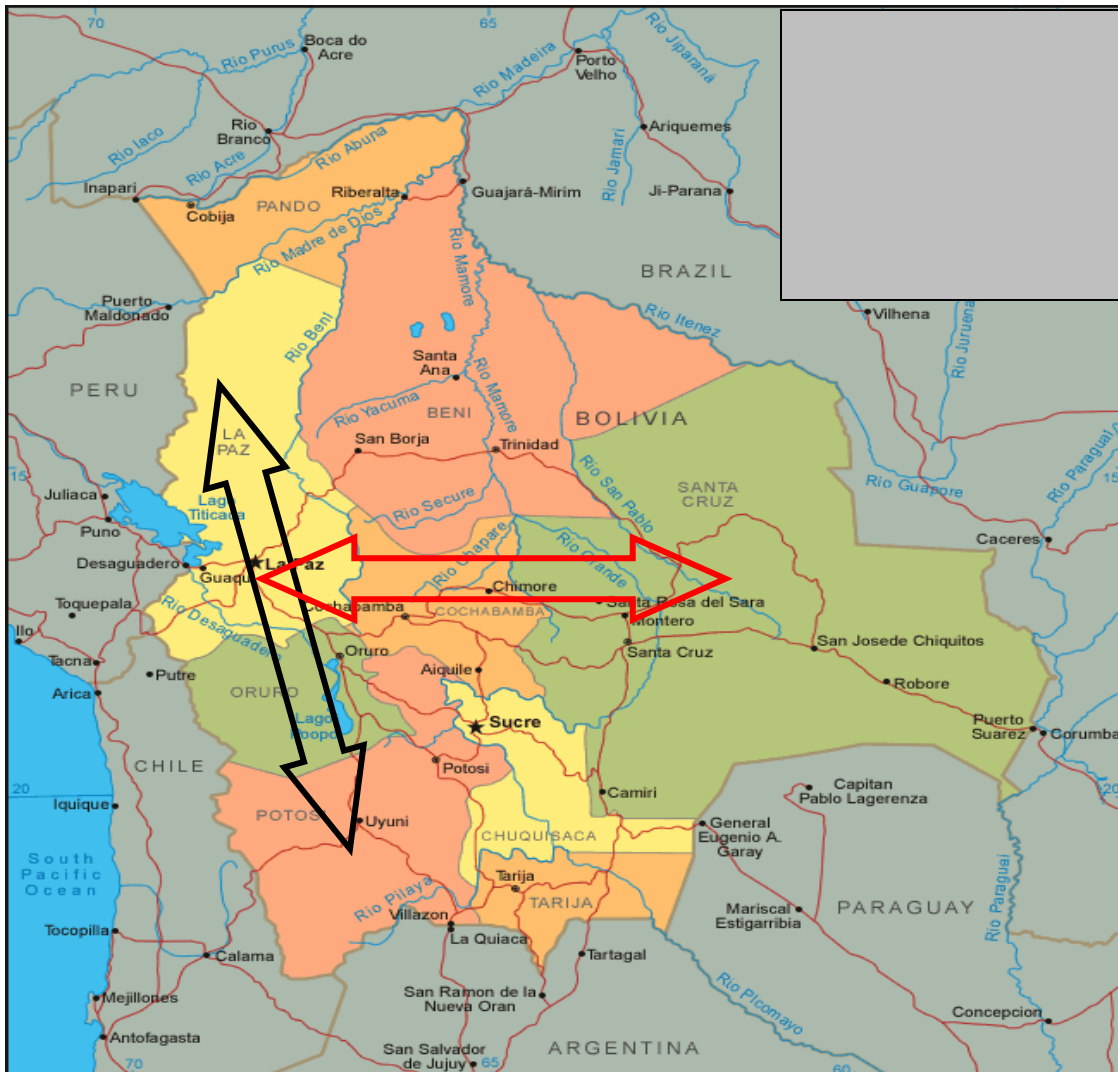 70
65
Boca do
Acre
Rio Purus
Rio Madeira
Rio Jiparaná
Porto
Velho
Rio
Branco
Rio Iaco
Rio Acre
Rio Abuna
Ariquemes
Rio Jamari
Inapari
Cobija
PANDO
Riberalta
Guajará-Mirim
Ji-Parana
Rio Madre de Dios
Rio Mamore
BRAZIL
Puerto
Maldonado
Rio Beni
Rio Itenez
Vilhena
Rio Juruena
Santa
Ana
PERU
Rio Yacuma
BENI
Rio Mamore
BOLIVIA
LA
PAZ
San Borja
Trinidad
15
Rio Paragual
15
Juliaca
Lago
Titicaca
Rio Secure
Rio San Pablo
SANTA
CRUZ
Rio Guapore
Puno
Caceres
Desaguadero
Guaqui
La Paz
Rio Chapare
Rio Grande
Chimore
Toquepala
Cochabamba
COCHABAMBA
Santa Rosa del Sara
Montero
Rio Desaguadero
Ilo
Santa Cruz
San Josede Chiquitos
Tacna
Putre
Oruro
Aiquile
Robore
Arica
ORURO
Lago
Poopo
Sucre
Puerto
Suarez
Corumba
CHILE
Potosi
Capitan
Pablo Lagerenza
20
Camiri
20
Iquique
POTOSI
Uyuni
CHUQUISACA
General
Eugenio A.
Garay
South
Pacific
Ocean
Tarija
TARIJA
Rio Pilaya
Villazon
Mariscal
Estigarribia
PARAGUAY
Rio Paraguai
Tocopilla
La Quiaca
Calama
Tartagal
Mejillones
San Ramon de la
Nueva Oran
Rio Plcomayo
Concepcion
Antofagasta
San Salvador
de Jujuy
ARGENTINA
70
65
60